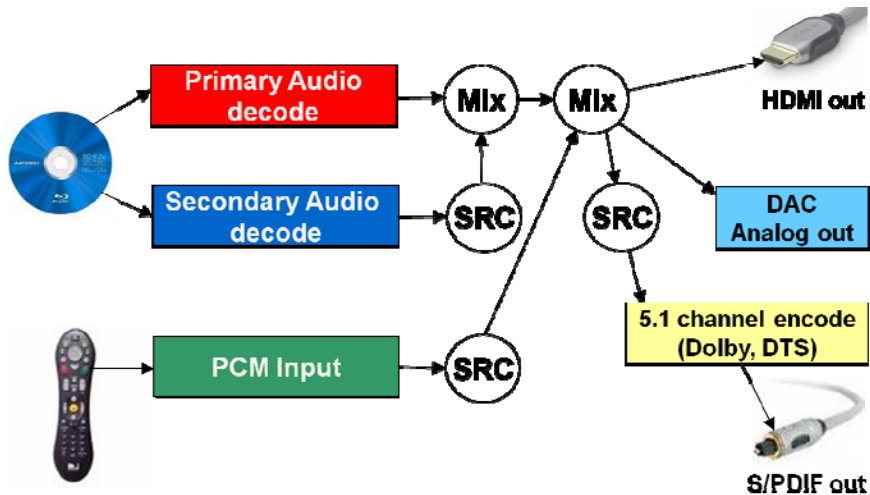 Primary Audio
decode
MIx
MIx
HDMI out
Secondary Audio
decode
SRC
SRC
DAC
Analog out
5.1 channel encode
(Dolby, DTS)
PCM Input
SRC
S/PDIF out